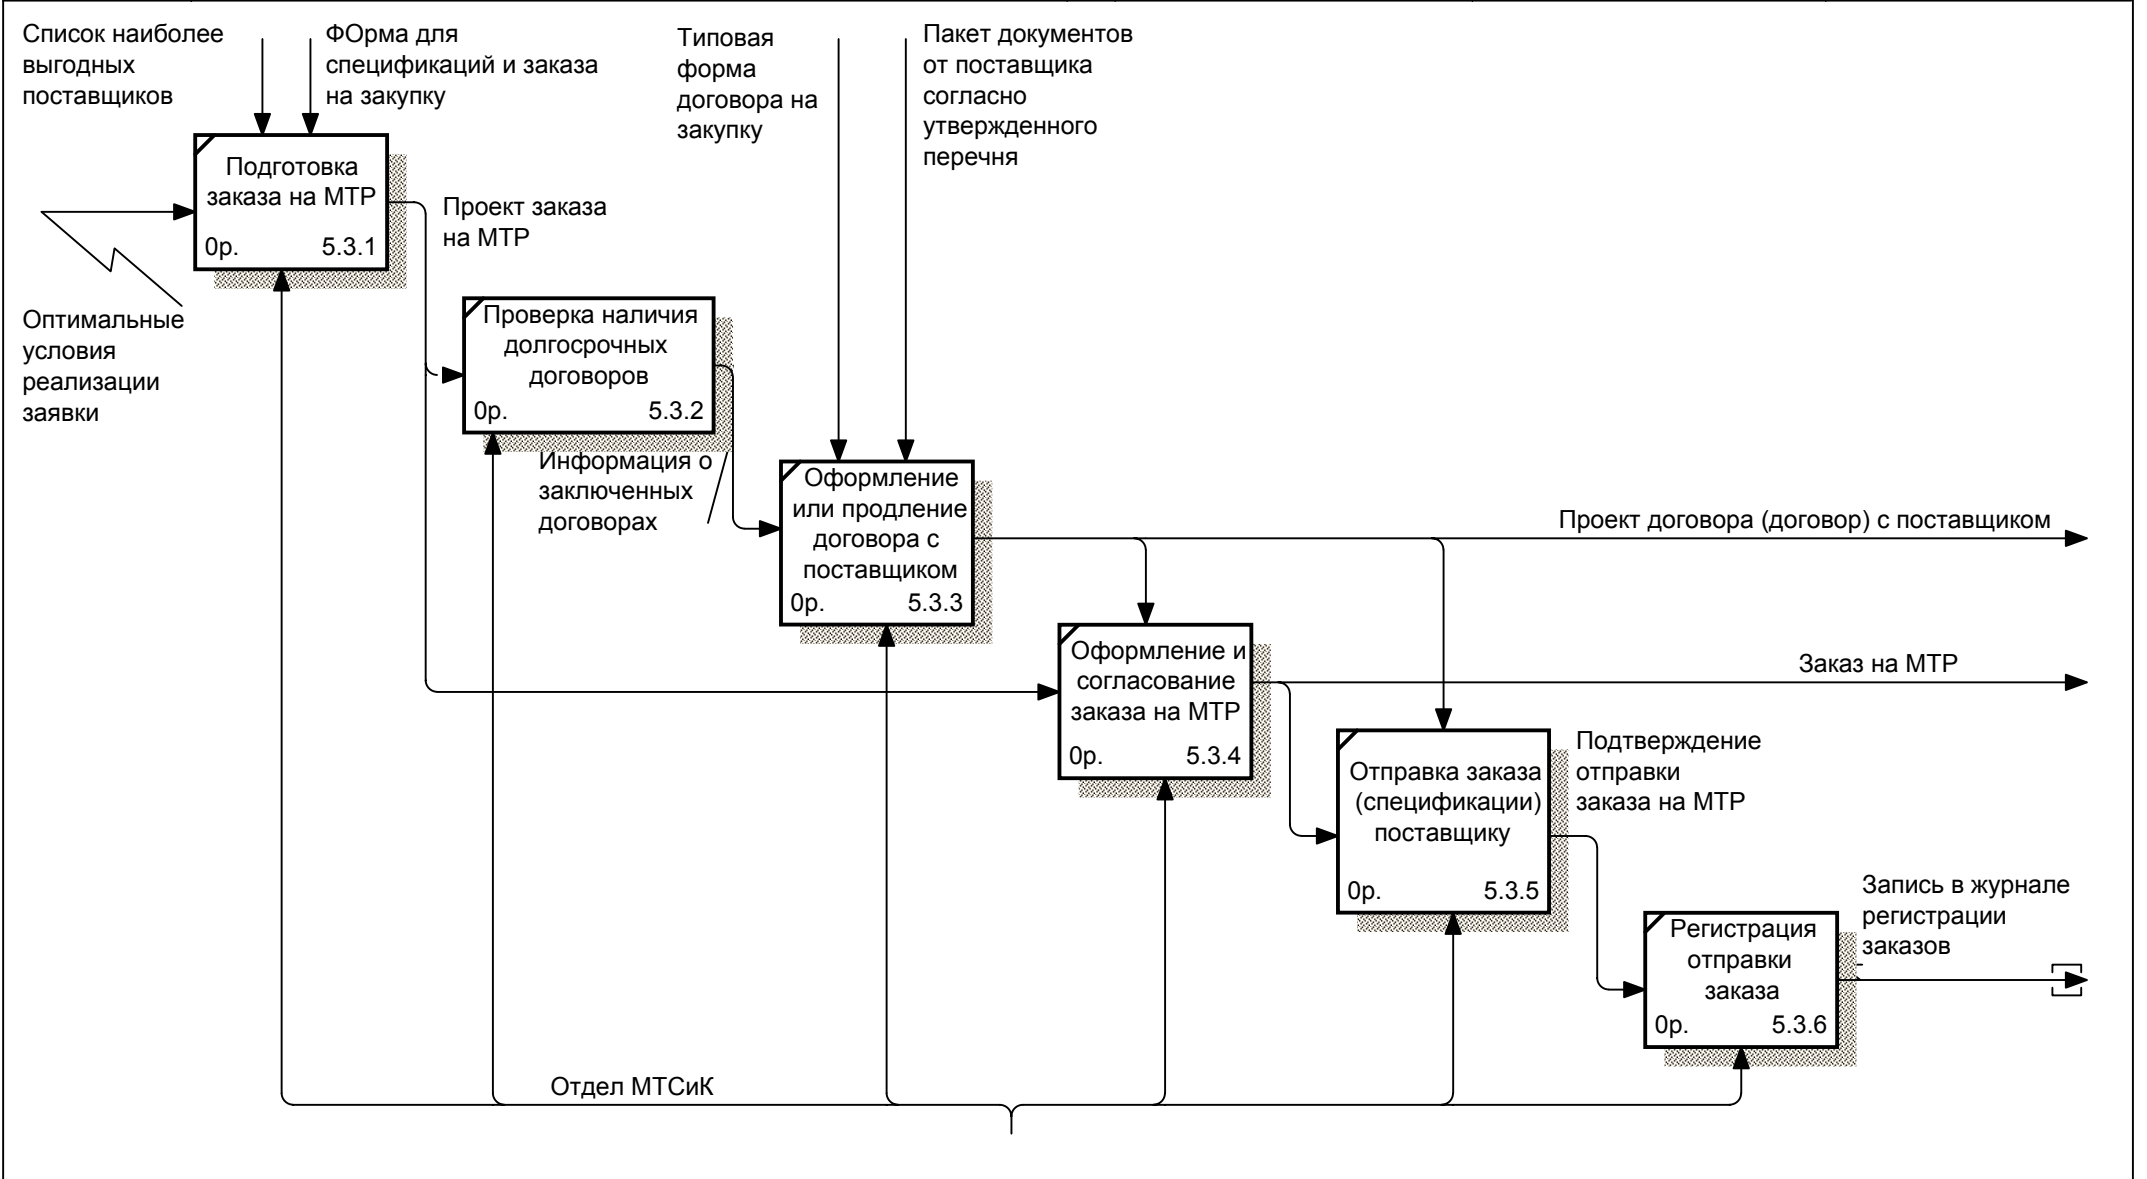 Список наиболее
выгодных
поставщиков
ФОрма для
спецификаций и заказа
на закупку
Типовая
форма
договора на
закупку
Пакет документов
от поставщика
согласно
утвержденного
перечня
Подготовка
заказа на МТР
0р. 5.3.1
Проект заказа
на МТР
Оптимальные
условия
реализации
заявки
Проверка наличия
долгосрочных
договоров
0р. 5.3.2
Информация о
заключенных
договорах
Оформление
или продление
договора с
поставщиком
0р. 5.3.3
Проект договора (договор) с поставщиком
Оформление и
согласование
заказа на МТР
0р. 5.3.4
Заказ на МТР
Отправка заказа
(спецификации)
поставщику
0р. 5.3.5
Подтверждение
отправки
заказа на МТР
Регистрация
отправки
заказа
0р. 5.3.6
Запись в журнале
регистрации
заказов
Отдел МТСиК